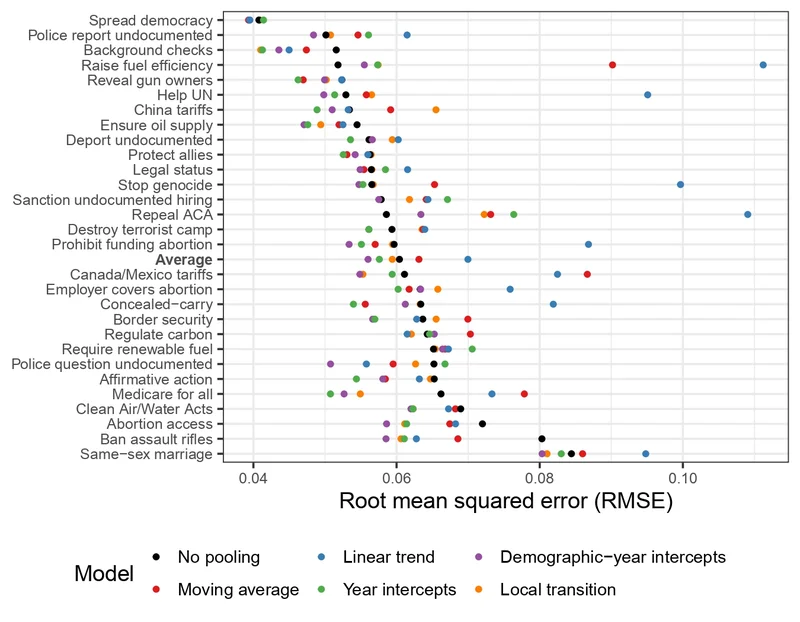 Spread democracy
Police report undocumented
Background checks
Raise fuel efficiency
Reveal gun owners
Help UN
China tariffs
Ensure oil supply
Deport undocumented
Protect allies
Legal status
Stop genocide
Sanction undocumented hiring
Repeal ACA
Destroy terrorist camp
Prohibit funding abortion
Average
Canada/Mexico tariffs
Employer covers abortion
Concealed−carry
Border security
Regulate carbon
Require renewable fuel
Police question undocumented
Affirmative action
Medicare for all
Clean Air/Water Acts
Abortion access
Ban assault rifles
Same−sex marriage
0.04 0.06 0.08 0.10
Root mean squared error (RMSE)
Model
No pooling Linear trend Demographic−year intercepts
Moving average Year intercepts Local transition